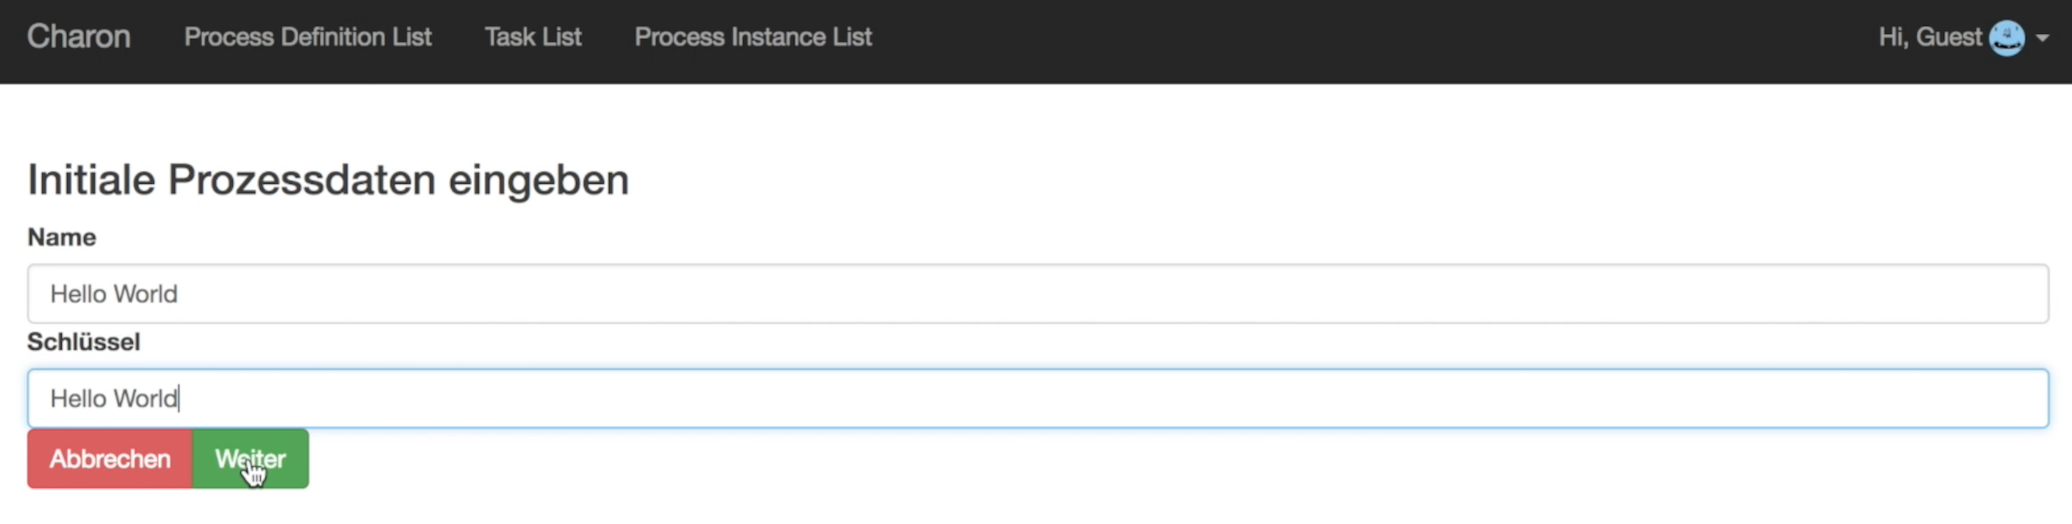 Charon Process Definition List Task List Process Instance List Hi, Guest
Initiale Prozessdaten eingeben
Name
Hello World
Schlüssel
Hello World
Abbrechen Weiter